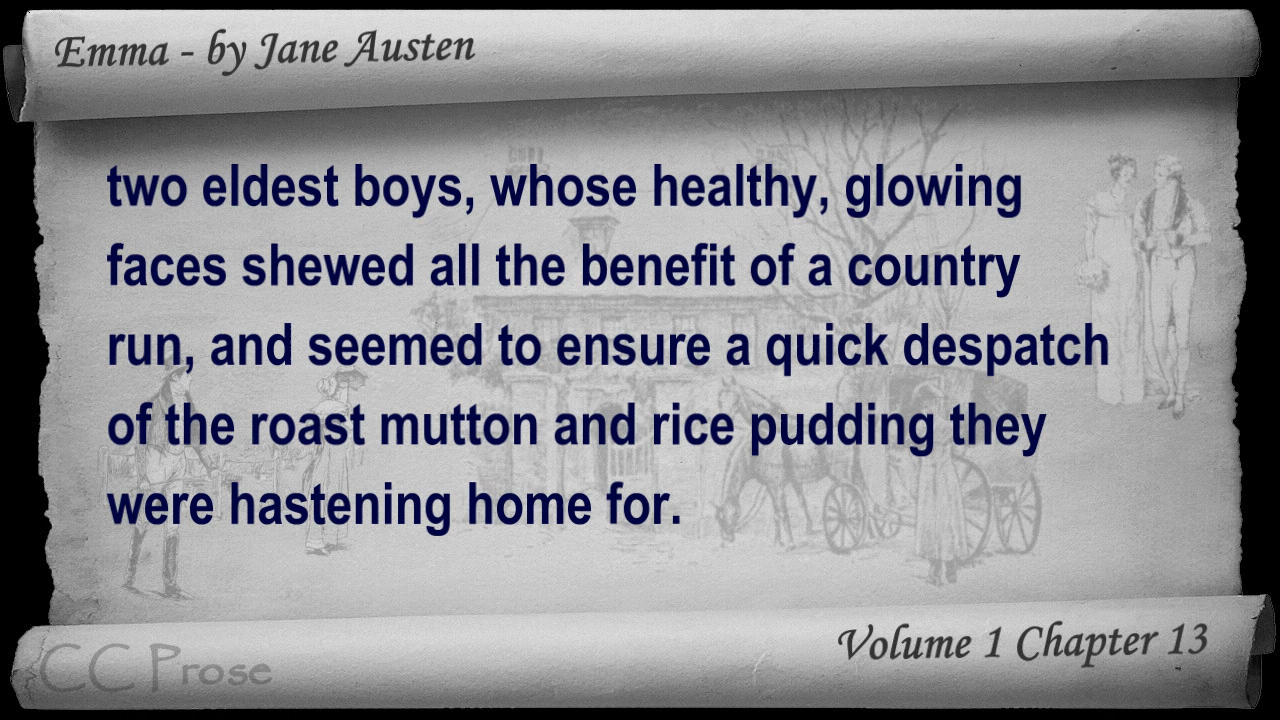 Emma - by Jane Austen
two eldest boys, whose healthy, glowing
faces shewed all the benefit of a country
run, and seemed to ensure a quick despatch
of the roast mutton and rice pudding they
were hastening home for.
Volume 1 Chapter 13
CC Prose